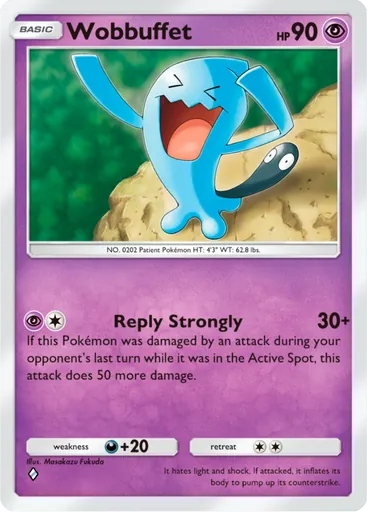 BASIC Wobbuffet HP 90
NO. 0202 Patient Pokémon HT: 4'3" WT: 62.8 lbs.
Reply Strongly 30+
If this Pokémon was damaged by an attack during your
opponent's last turn while it was in the Active Spot, this
attack does 50 more damage.
weakness +20 retreat
Illus. Masakazu Fukuda
It hates light and shock. If attacked, it inflates its
body to pump up its counterstrike.